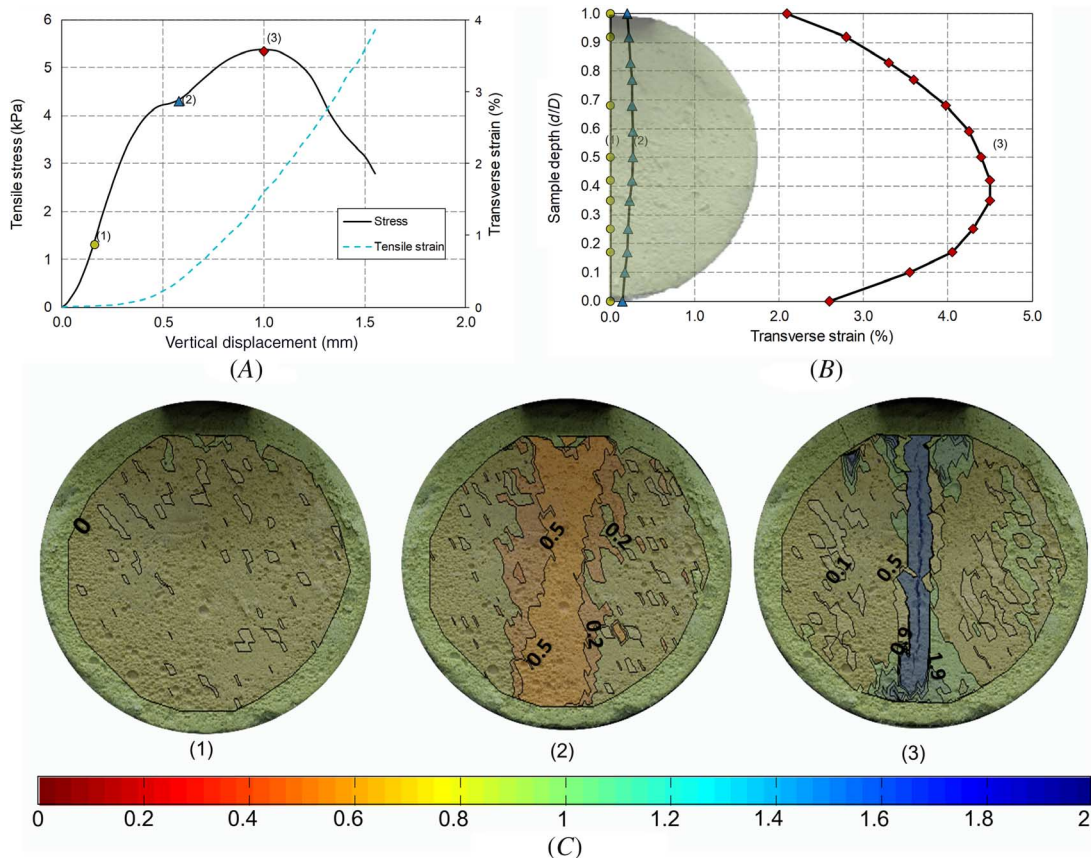 6
5
4
3
2
1
0
Tensile stress (kPa)
4
3
2
1
0
Transverse strain (%)
(1)
(2)
(3)
Stress
Tensile strain
0.0 0.5 1.0 1.5 2.0
Vertical displacement (mm)
(A)
1.0
0.9
0.8
0.7
0.6
0.5
0.4
0.3
0.2
0.1
0.0
Sample depth (d/D)
(1) (2) (3)
0.0 1.0 2.0 3.0 4.0 5.0
Transverse strain (%)
(B)
0
(1)
0.5
0.2
0.5
0.2
(2)
0.1
0.5
1.9
(3)
0 0.2 0.4 0.6 0.8 1 1.2 1.4 1.6 1.8 2
(C)